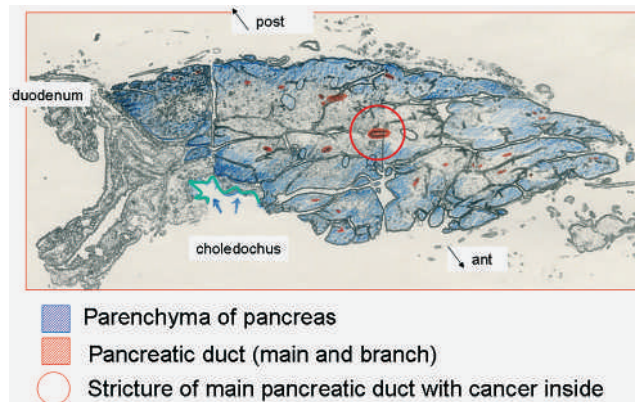 post
duodenum
choledochus
ant
Parenchyma of pancreas
Pancreatic duct (main and branch)
Stricture of main pancreatic duct with cancer inside